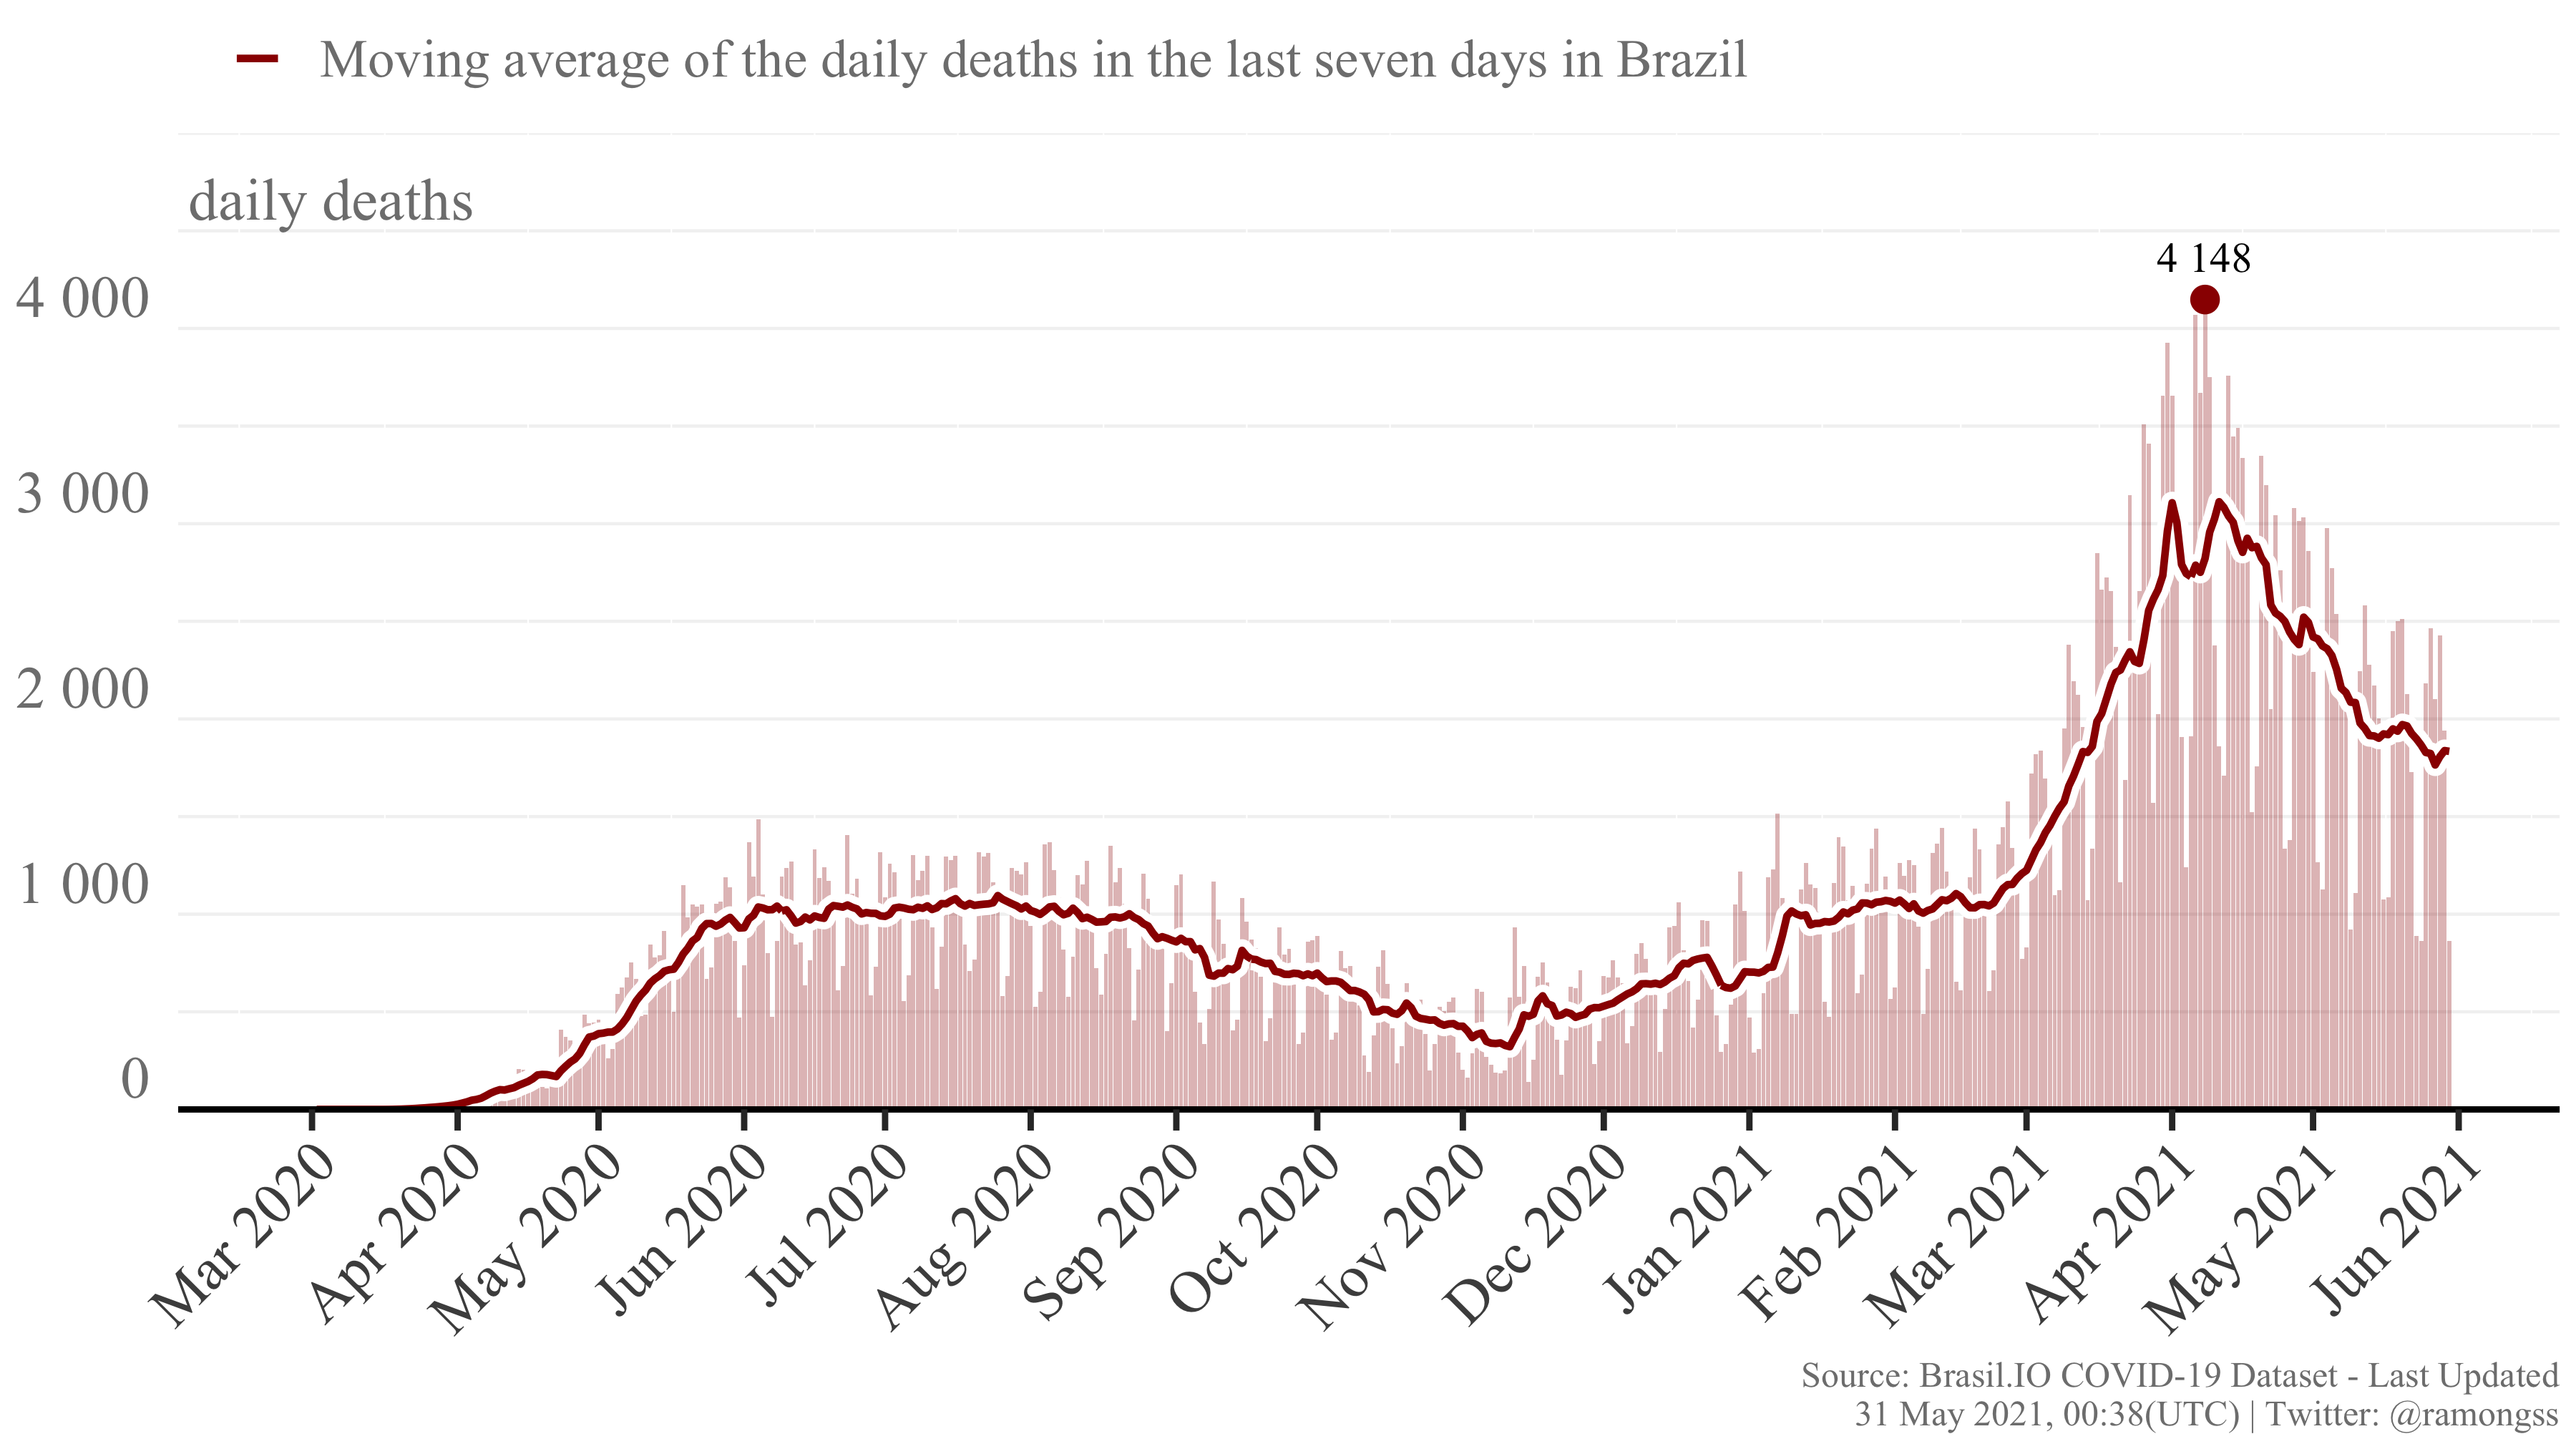 Moving average of the daily deaths in the last seven days in Brazil
daily deaths
4 148
4 000
3 000
2 000
1 000
0
Mar 2020
Apr 2020
May 2020
Jun 2020
Jul 2020
Aug 2020
Sep 2020
Oct 2020
Nov 2020
Dec 2020
Jan 2021
Feb 2021
Mar 2021
Apr 2021
May 2021
Jun 2021
Source: Brasil.IO COVID-19 Dataset - Last Updated
31 May 2021, 00:38(UTC) | Twitter: @ramongss